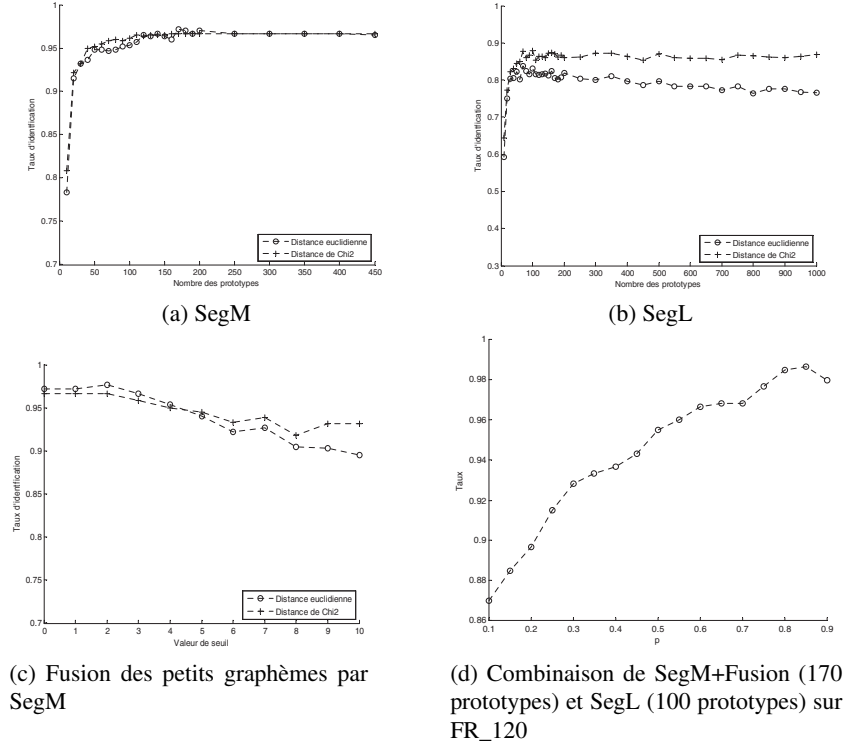 1
0.95
0.9
0.85
0.8
0.75
0.7
0 50 100 150 200 250 300 350 400 450
Taux d'identification
Nombre des prototypes
Distance euclidienne
Distance de Chi2
(a) SegM
1
0.9
0.8
0.7
0.6
0.5
0.4
0.3
0 100 200 300 400 500 600 700 800 900 1000
Taux d'identification
Nombre des prototypes
Distance euclidienne
Distance de Chi2
(b) SegL
1
0.95
0.9
0.85
0.9
0.8
0.75
0.7
0 1 2 3 4 5 6 7 8 9 10
Taux d'identification
Valeur de seuil
Distance euclidienne
Distance de Chi2
(c) Fusion des petits graphèmes par
SegM
1
0.98
0.96
0.94
0.92
0.9
0.88
0.86
0.1 0.2 0.3 0.4 0.5 0.6 0.7 0.8 0.9
Taux
p
(d) Combinaison de SegM+Fusion (170
prototypes) et SegL (100 prototypes) sur
FR_120